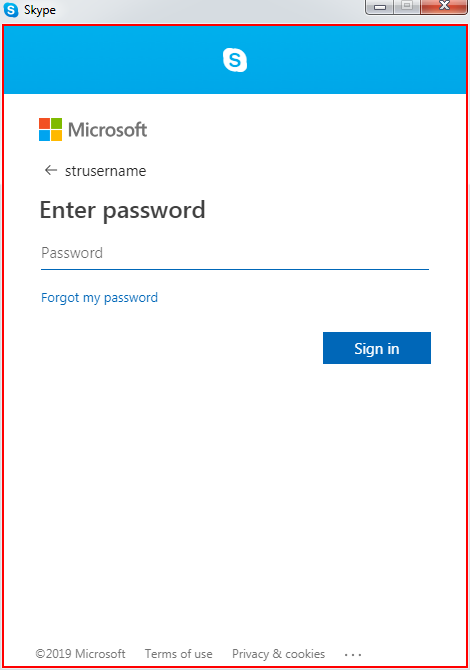 Skype
Microsoft
← strusername
Enter password
Password
Forgot my password
Sign in
©2019 Microsoft Terms of use Privacy & cookies ...